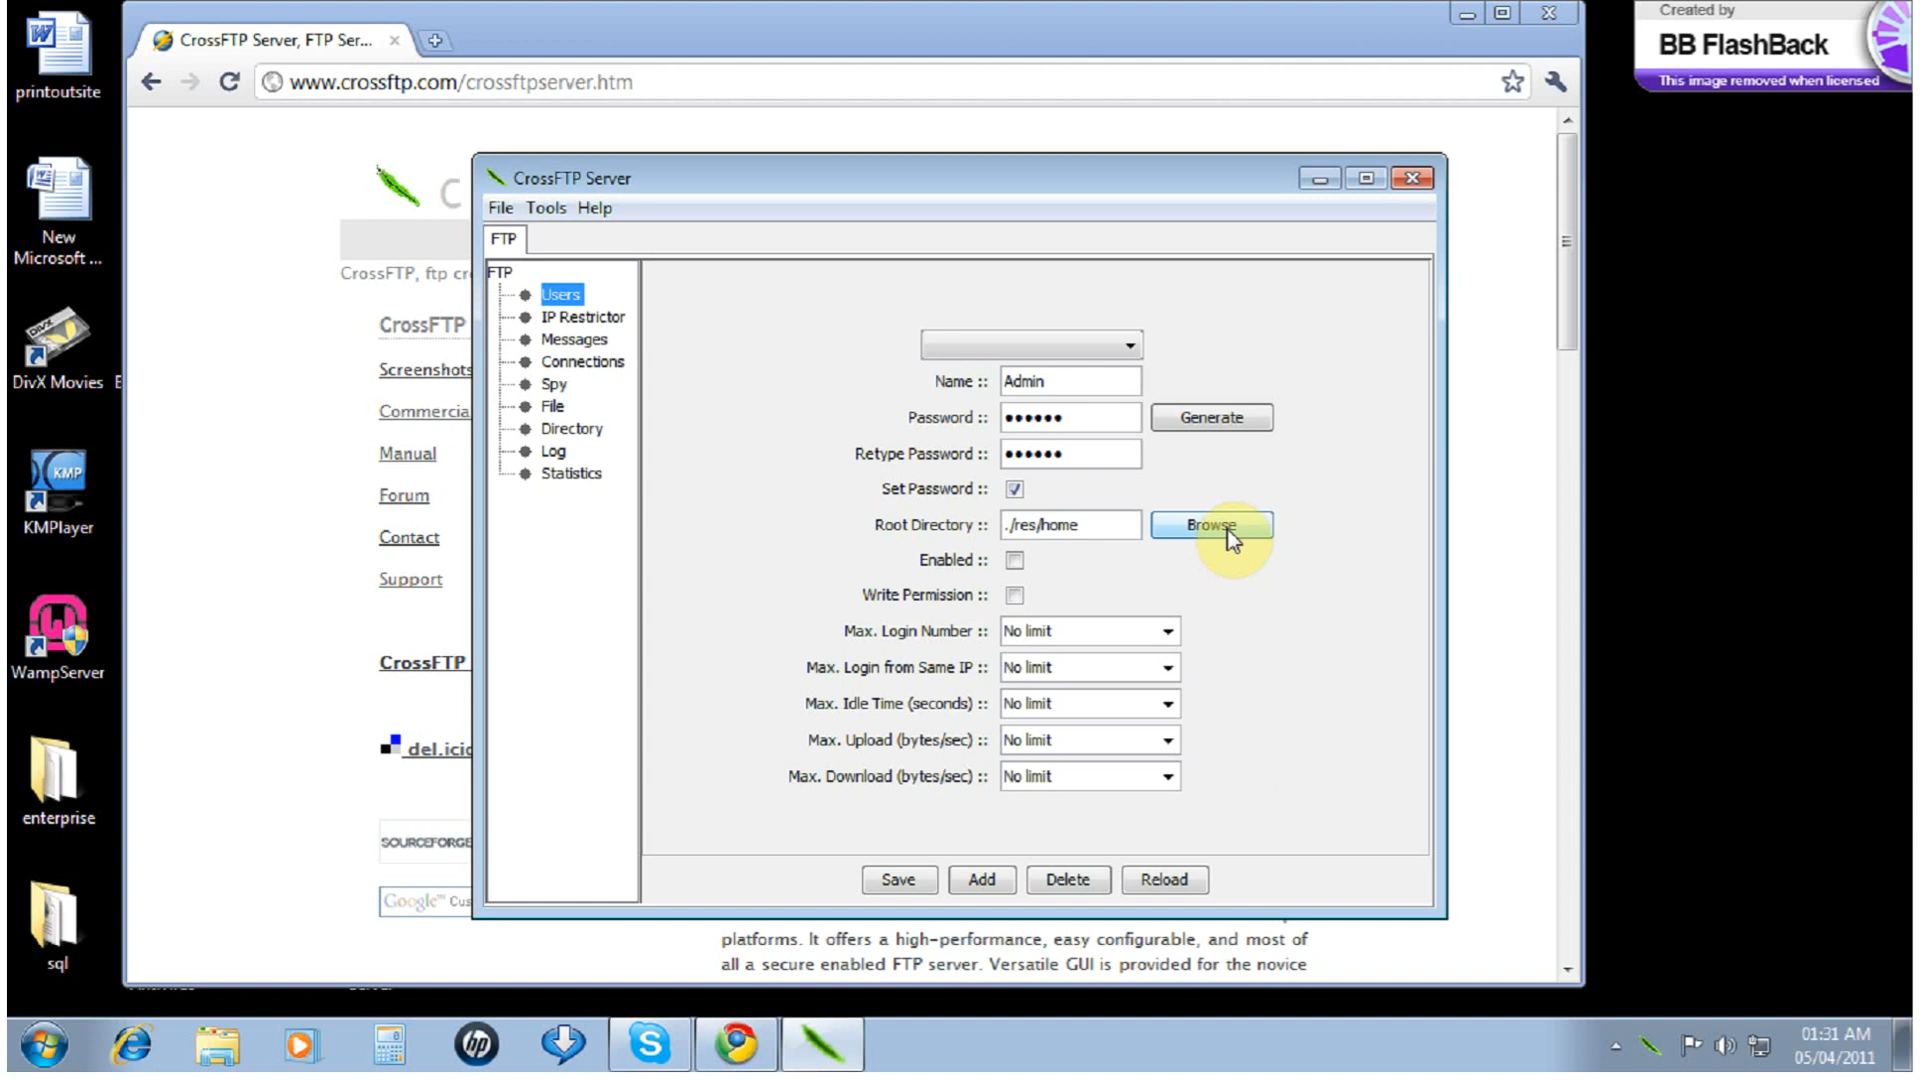 CrossFTP Server, FTP Ser...
www.crossftp.com/crossftpserver.htm
Created by
BB FlashBack
This image removed when licensed
printoutsite
New
Microsoft ...
DivX Movies
KMP
KMPlayer
WampServer
enterprise
sql
C
CrossFTP, ftp
CrossFTP
Screenshots
Commercia
Manual
Forum
Contact
Support
CrossFTP
del.icio
SOURCEFORGE
Google™ Cus
CrossFTP Server
File Tools Help
FTP
FTP
Users
IP Restrictor
Messages
Connections
Spy
File
Directory
Log
Statistics
Name :: Admin
Password :: •••••• Generate
Retype Password :: ••••••
Set Password ::
Root Directory :: ./res/home Browse
Enabled ::
Write Permission ::
Max. Login Number :: No limit
Max. Login from Same IP :: No limit
Max. Idle Time (seconds) :: No limit
Max. Upload (bytes/sec) :: No limit
Max. Download (bytes/sec) :: No limit
Save Add Delete Reload
platforms. It offers a high-performance, easy configurable, and most of
all a secure enabled FTP server. Versatile GUI is provided for the novice
hp
01:31 AM
05/04/2011